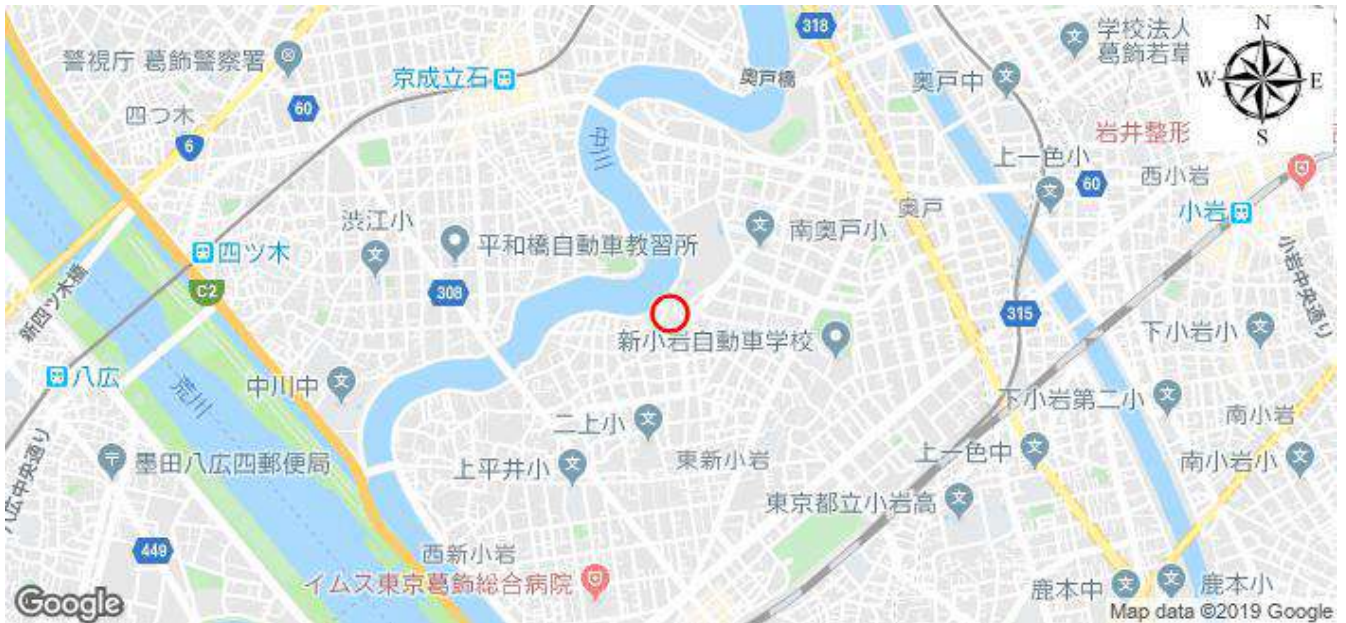 318
学校法人
葛飾若草
N
警視庁 葛飾警察署
京成立石
奥戸橋
奥戸中
W
E
四つ木
60
S
岩井整形
6
中川
上一色小
60
西小岩
渋江小
南奥戸小
奥戸
小岩
四ツ木
平和橋自動車教習所
小岩中央通り
C2
308
新四ツ木橋
315
新小岩自動車学校
下小岩小
八広
中川中
荒川
下小岩第二小
南小岩
二上小
八広中央通り
墨田八広四郵便局
上平井小
東新小岩
上一色中
南小岩小
東京都立小岩高
449
西新小岩
イムス東京葛飾総合病院
鹿本中
鹿本小
Google
Map data ©2019 Google